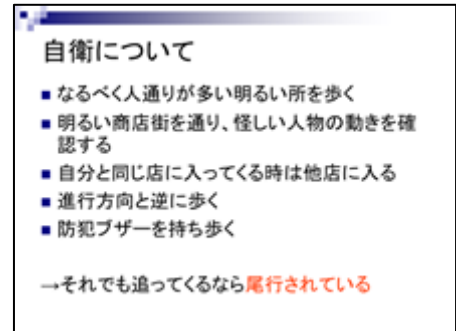 自衛について
■ なるべく人通りが多い明るい所を歩く
■ 明るい商店街を通り、怪しい人物の動きを確
認する
■ 自分と同じ店に入ってくる時は他店に入る
■ 進行方向と逆に歩く
■ 防犯ブザーを持ち歩く
→それでも追ってくるなら尾行されている